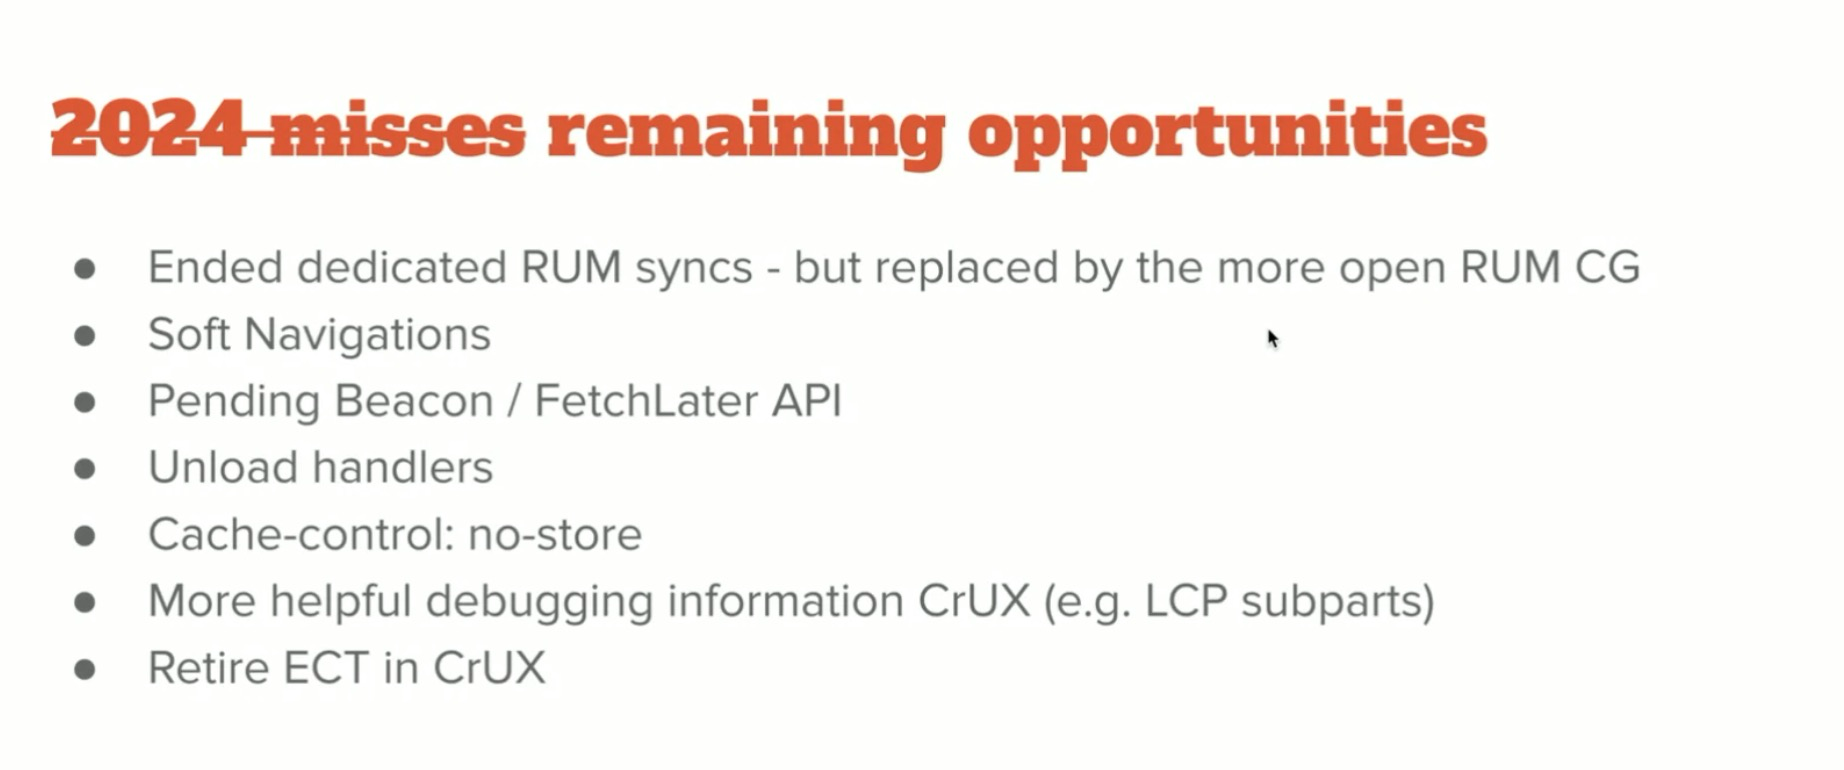 2024 misses remaining opportunities
Ended dedicated RUM syncs - but replaced by the more open RUM CG
Soft Navigations
Pending Beacon / FetchLater API
Unload handlers
Cache-control: no-store
More helpful debugging information CrUX (e.g. LCP subparts)
Retire ECT in CrUX